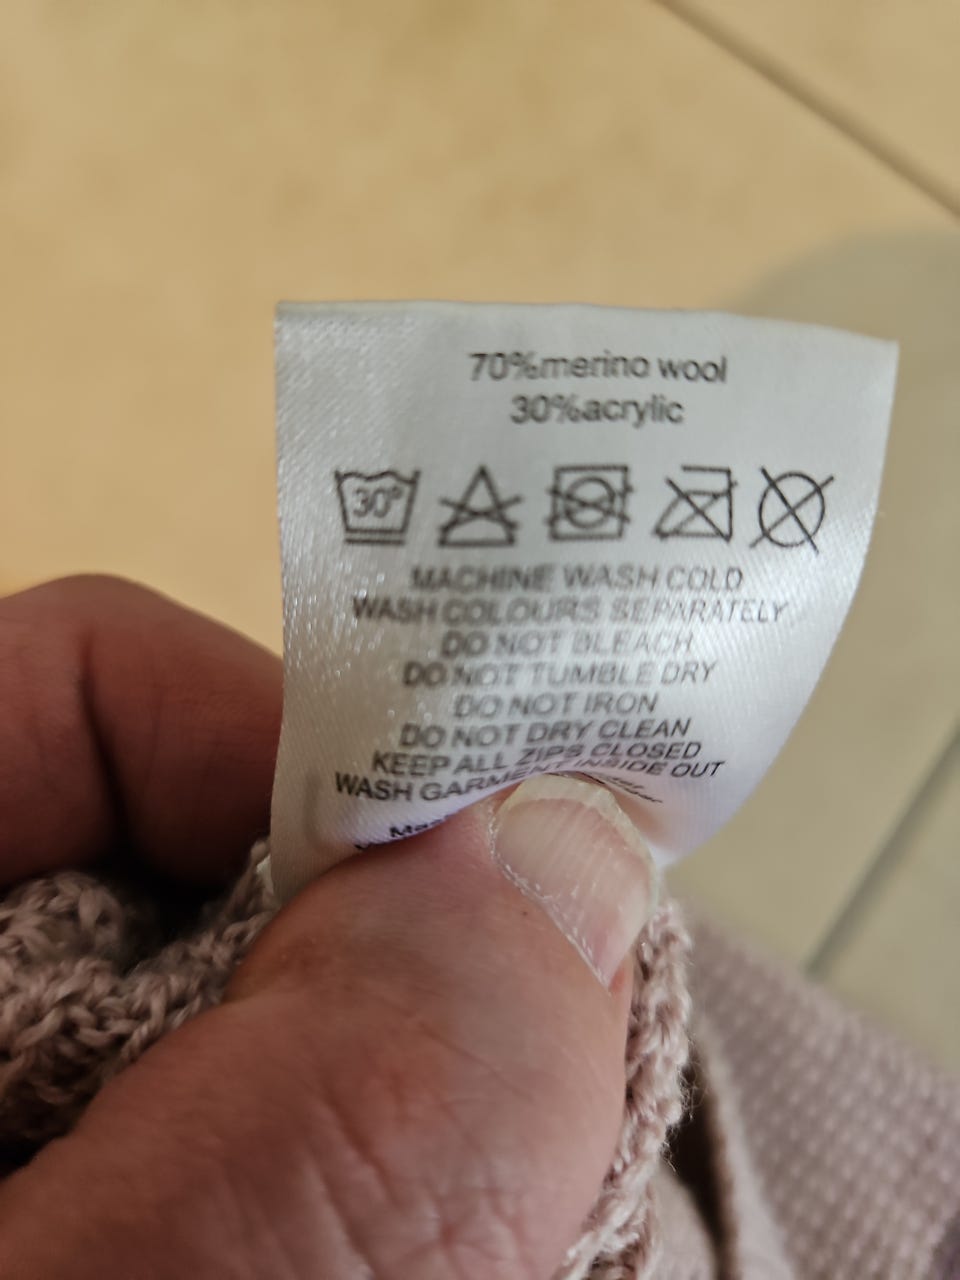 70%merino wool
30%acrylic
30°
MACHINE WASH COLD
WASH COLOURS SEPARATELY
DO NOT BLEACH
DO NOT TUMBLE DRY
DO NOT IRON
DO NOT DRY CLEAN
KEEP ALL ZIPS CLOSED
WASH GARMENT INSIDE OUT